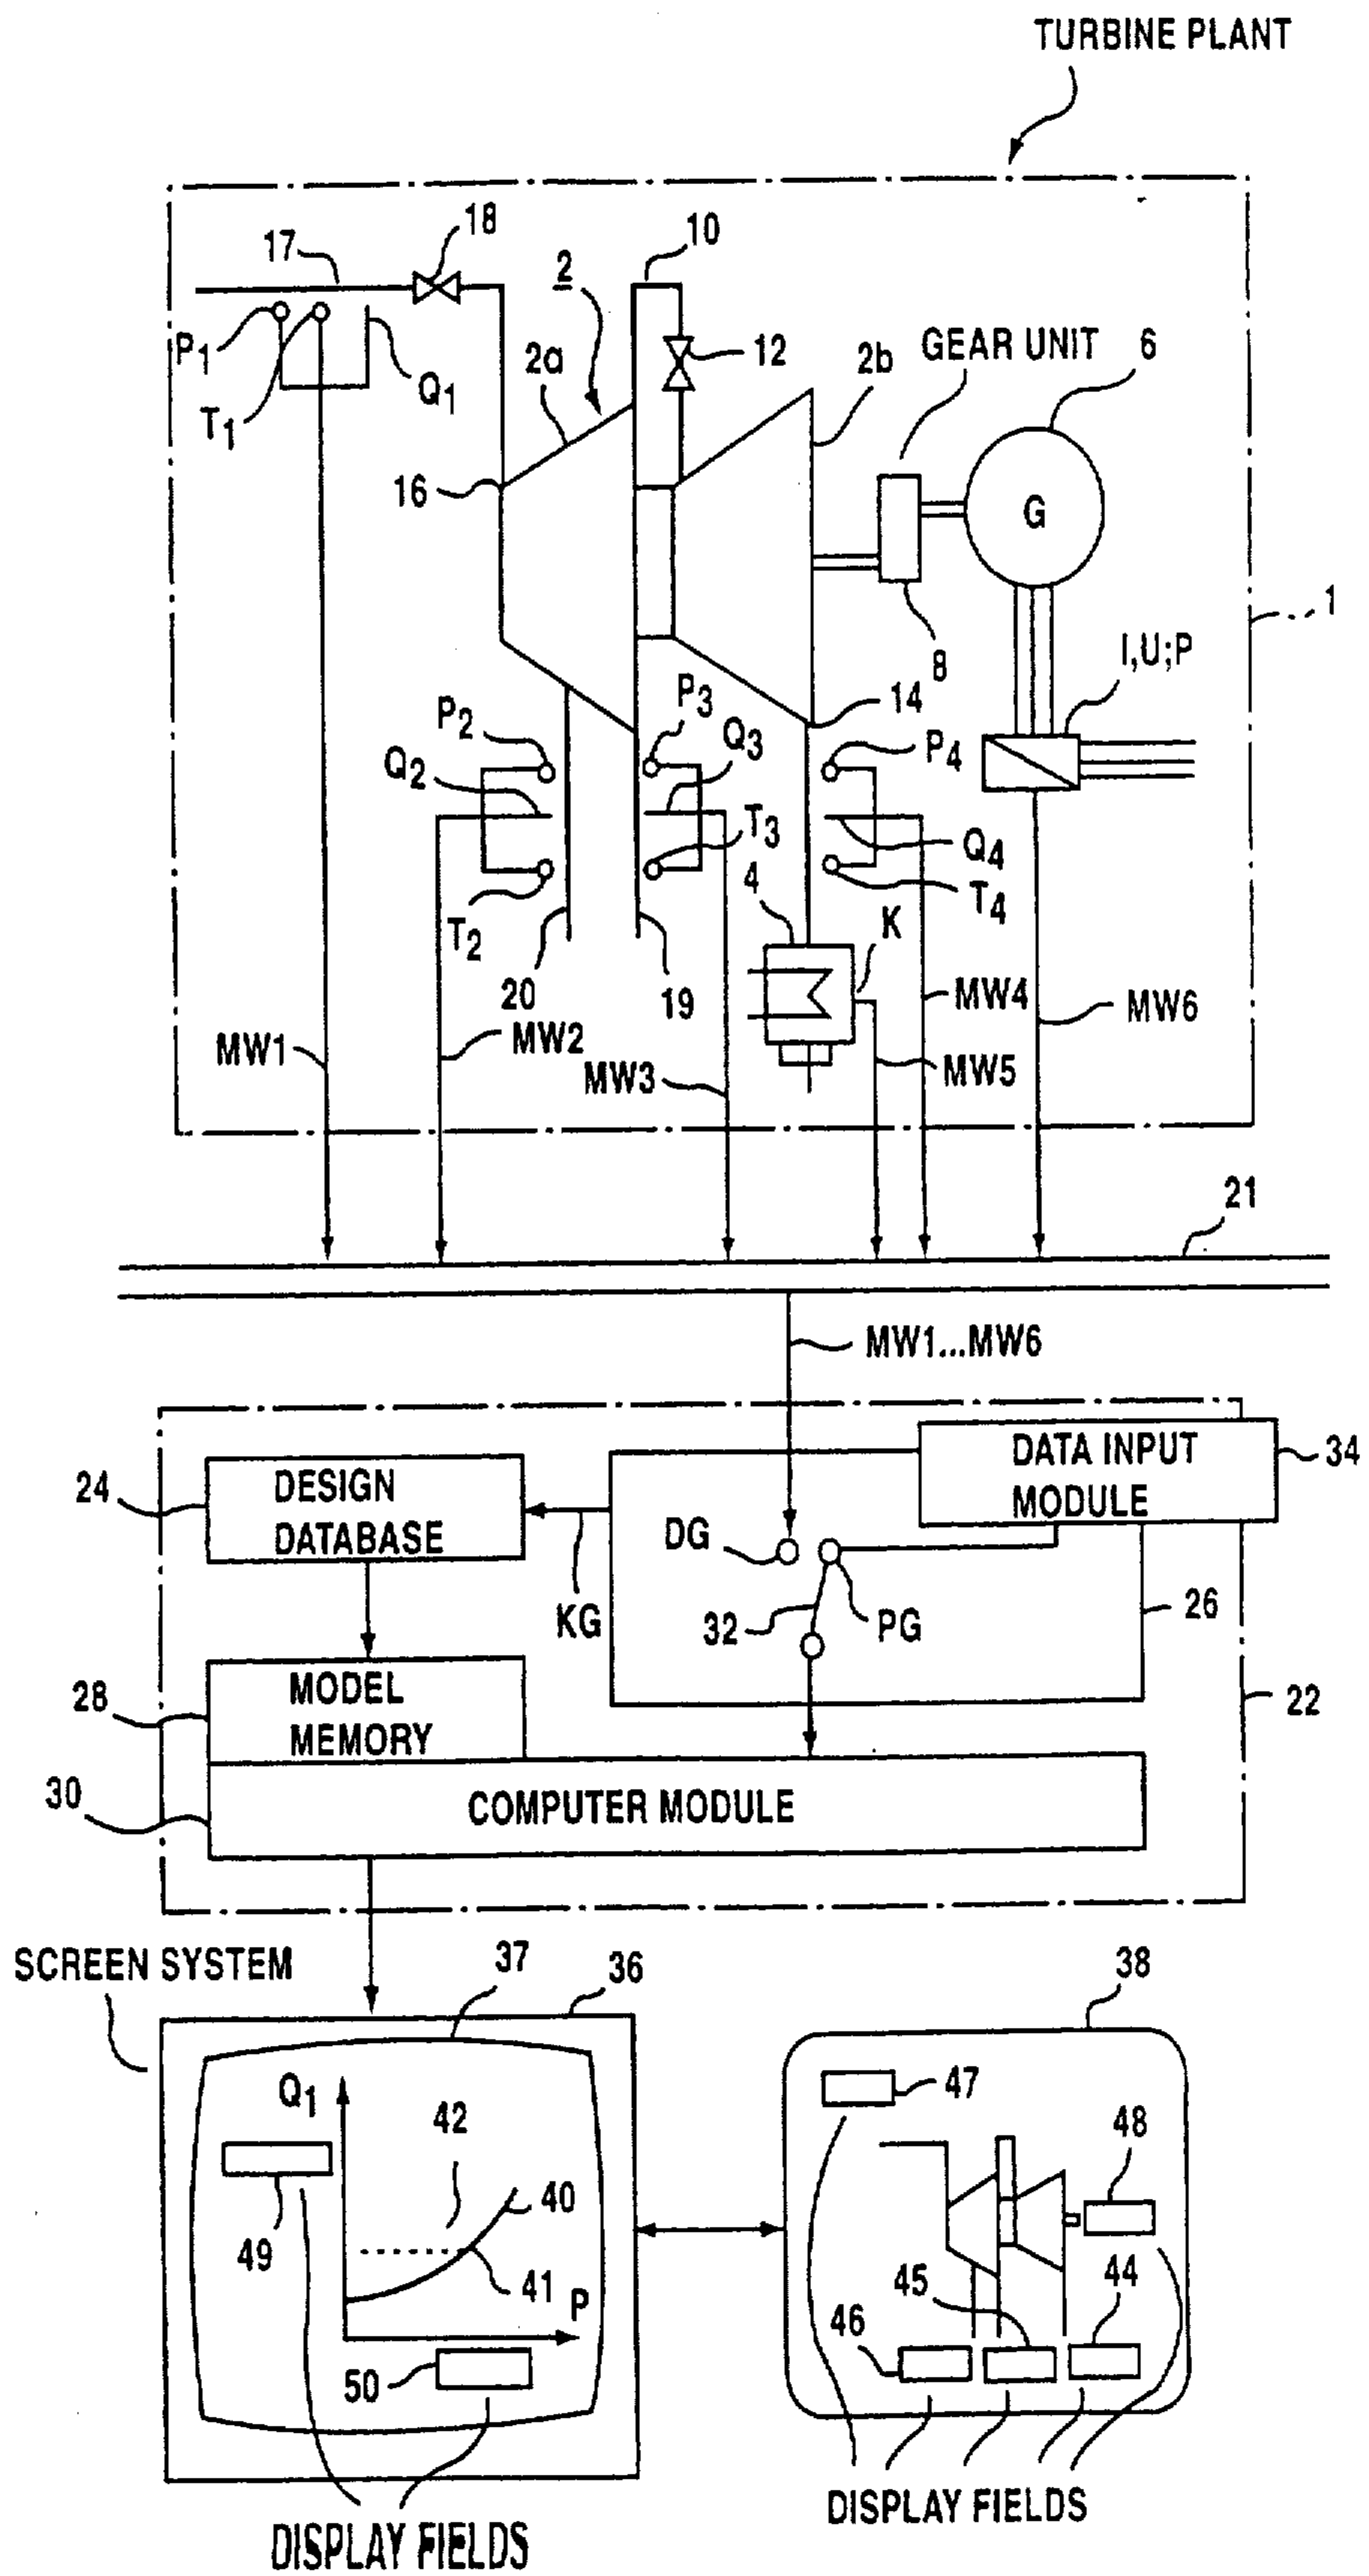 TURBINE PLANT
17
18
2
10
P1
T1
Q1
2a
12
2b
GEAR UNIT
6
16
G
1
8
I,U;P
P2
P3
14
Q2
Q3
P4
T3
Q4
4
T4
T2
K
20
19
MW4
MW6
MW1
MW2
MW3
MW5
21
MW1...MW6
24
DESIGN
DATABASE
DATA INPUT
MODULE
34
DG
KG
32
PG
26
28
MODEL
MEMORY
22
30
COMPUTER MODULE
SCREEN SYSTEM
37
36
38
Q1
42
47
48
40
49
41
P
45
44
46
50
DISPLAY FIELDS
DISPLAY FIELDS